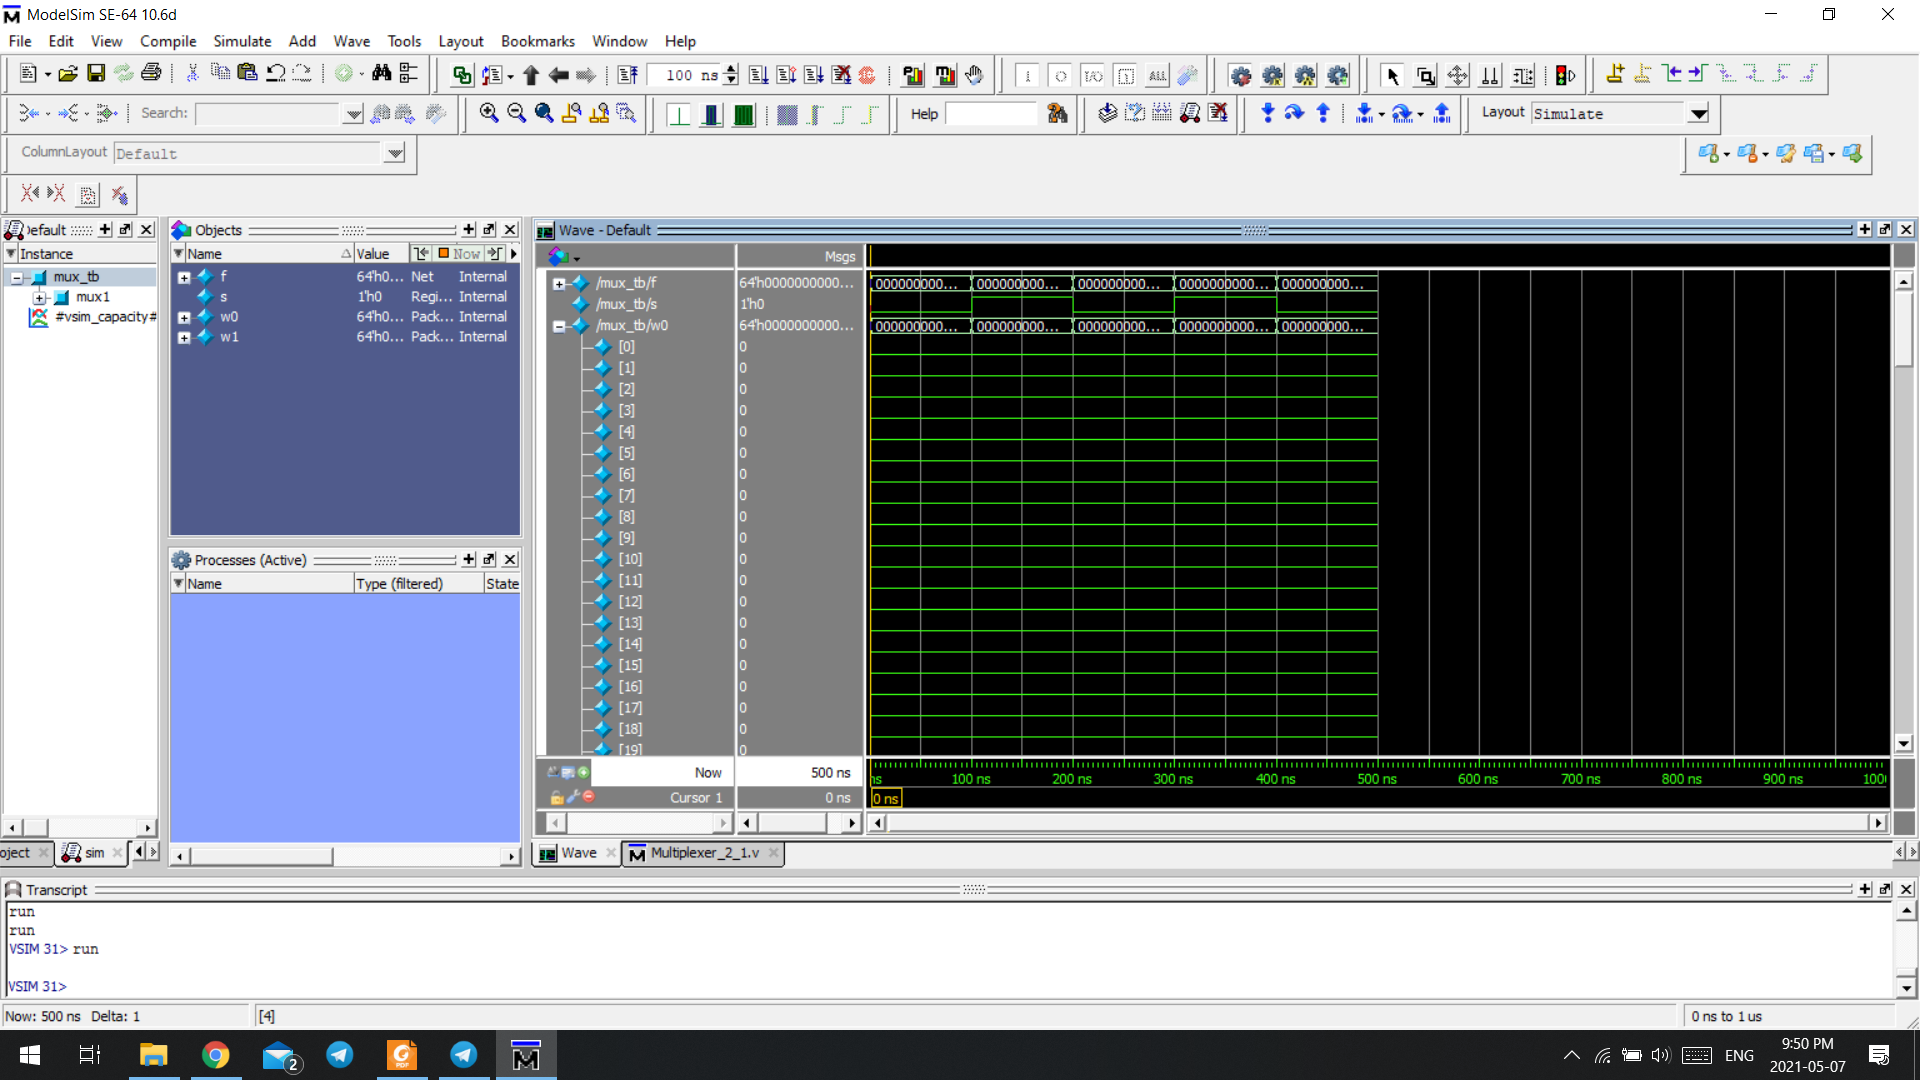 ModelSim SE-64 10.6d
File Edit View Compile Simulate Add Wave Tools Layout Bookmarks Window Help
100 ns
Search:
Help
Layout Simulate
ColumnLayout Default
Objects
Wave - Default
Instance
Name Value Now
Msgs
mux_tb
mux1
#vsim_capacity#
f 64'h0... Net Internal
s 1'h0 Regi... Internal
w0 64'h0... Pack... Internal
w1 64'h0... Pack... Internal
/mux_tb/f 64'h0000000000... 000000000... 000000000... 000000000... 000000000... 000000000...
/mux_tb/s 1'h0
/mux_tb/w0 64'h0000000000... 000000000... 000000000... 000000000... 000000000... 000000000...
[0] 0
[1] 0
[2] 0
[3] 0
[4] 0
[5] 0
[6] 0
[7] 0
[8] 0
[9] 0
[10] 0
[11] 0
[12] 0
[13] 0
[14] 0
[15] 0
[16] 0
[17] 0
[18] 0
[19] 0
Processes (Active)
Name Type (filtered) State
Now 500 ns
100 ns 200 ns 300 ns 400 ns 500 ns 600 ns 700 ns 800 ns 900 ns
Cursor 1 0 ns
0 ns
sim
Wave Multiplexer_2_1.v
Transcript
run
run
VSIM 31> run
VSIM 31>
Now: 500 ns Delta: 1 [4] 0 ns to 1 us
2
ENG
9:50 PM
2021-05-07